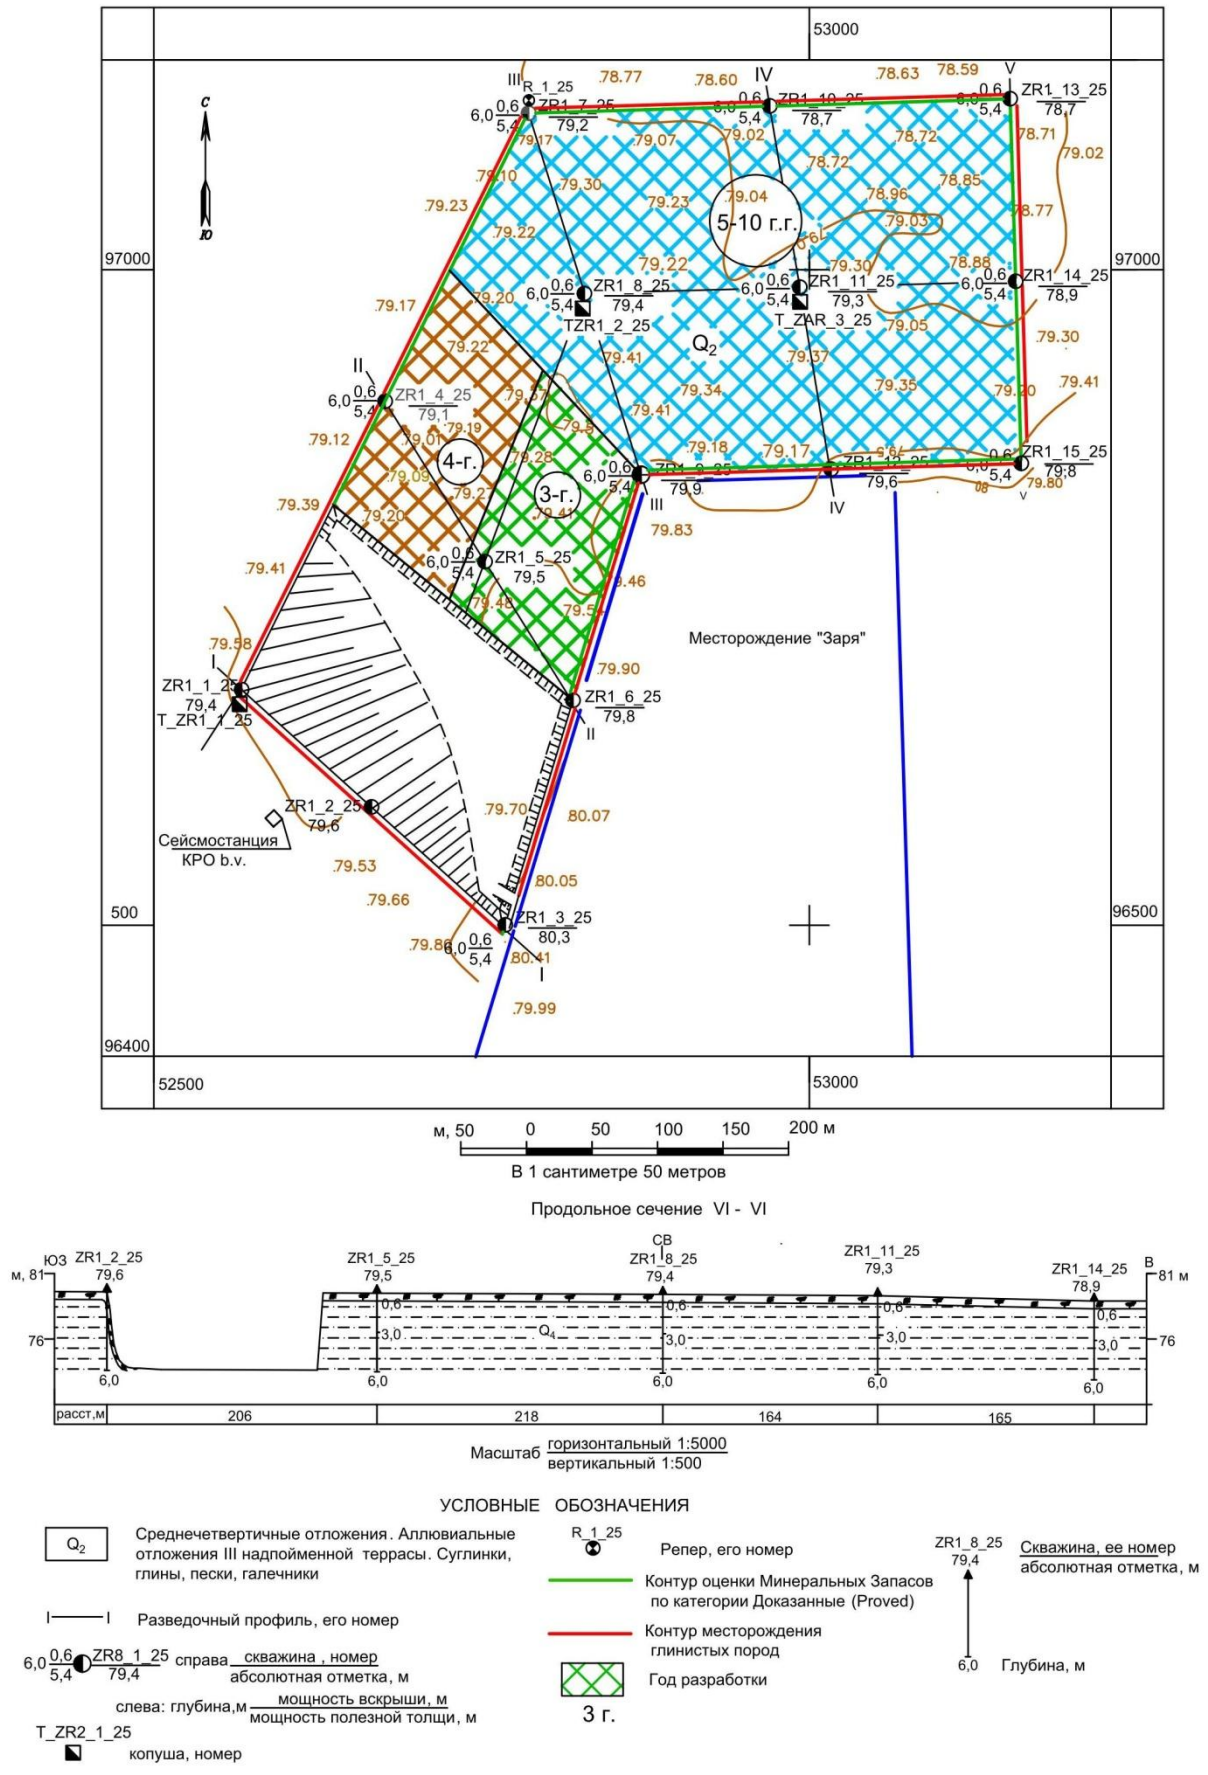 53000
III
R_1_25
.78.77
.78.60
IV
.78.63
.78.59
V
6,0 0,6 ZR1_7_25
5,4 79,2
6,0 0,6 ZR1_10_25
5,4 78,7
6,0 0,6 ZR1_13_25
5,4 78,7
С
Ю
.79.17
.79.07
.79.02
.78.72
.78.71
.79.02
.79.10
.79.30
.78.72
.78.85
.79.23
.79.23
.79.04
.78.96
.79.03
.78.77
5-10 г.г.
.79.22
79.0
97000
.79.22
.79.30
.78.88
97000
.79.17
.79.20
6,0 0,6 ZR1_8_25
5,4 79,4
TZR1_2_25
6,0 0,6 ZR1_11_25
5,4 79,3
T_ZAR_3_25
6,0 0,6 ZR1_14_25
5,4 78,9
.79.05
.79.30
.79.22
.79.41
Q2
.79.37
II
6,0 0,6 ZR1_4_25
5,4 79,1
.79.37
.79.34
.79.35
.79.20
.79.41
.79.12
.79.01
.79.19
.79.41
79.5
.79.18
.79.17
79.5
4-г.
.79.28
.79.09
.79.27
6,0 0,6 ZR1_9_25
5,4 79,9
III
ZR1_12_25
79,6
IV
6,0 0,6 ZR1_15_25
5,4 79,8
V
80
.79.80
3-г.
.79.39
.79.20
.79.41
.79.83
.79.41
6,0 0,6 ZR1_5_25
5,4 79,5
.79.46
.79.48
.79.54
Месторождение "Заря"
.79.58
I
.79.90
ZR1_1_25
79,4
T_ZR1_1_25
ZR1_6_25
79,8
II
ZR1_2_25
79,6
.79.70
.80.07
Сейсмостанция
КРО b.v.
.79.53
.79.66
.80.05
500
96500
ZR1_3_25
80,3
6,0 0,6
5,4
.80.41
I
.79.99
96400
52500
53000
м, 50 0 50 100 150 200 м
В 1 сантиметре 50 метров
Продольное сечение VI - VI
ЮЗ
СВ
В
ZR1_2_25
79,6
ZR1_5_25
79,5
ZR1_8_25
79,4
ZR1_11_25
79,3
ZR1_14_25
78,9
м, 81
81 м
0,6 0,6 0,6 0,6
76
3,0 Q4 3,0 3,0 3,0
76
6,0 6,0 6,0 6,0 6,0
расст,м 206 218 164 165
Масштаб горизонтальный 1:5000
вертикальный 1:500
УСЛОВНЫЕ ОБОЗНАЧЕНИЯ
Q2
Среднечетвертичные отложения. Аллювиальные
отложения III надпойменной террасы. Суглинки,
глины, пески, галечники
I I Разведочный профиль, его номер
6,0 0,6 ZR8_1_25 справа скважина , номер
5,4 79,4 абсолютная отметка, м
слева: глубина,м мощность вскрыши, м
мощность полезной толщи, м
T_ZR2_1_25
копуша, номер
R_1_25
Репер, его номер
Контур оценки Минеральных Запасов
по категории Доказанные (Proved)
Контур месторождения
глинистых пород
Год разработки
3 г.
ZR1_8_25
79,4
Скважина, ее номер
абсолютная отметка, м
6,0 Глубина, м